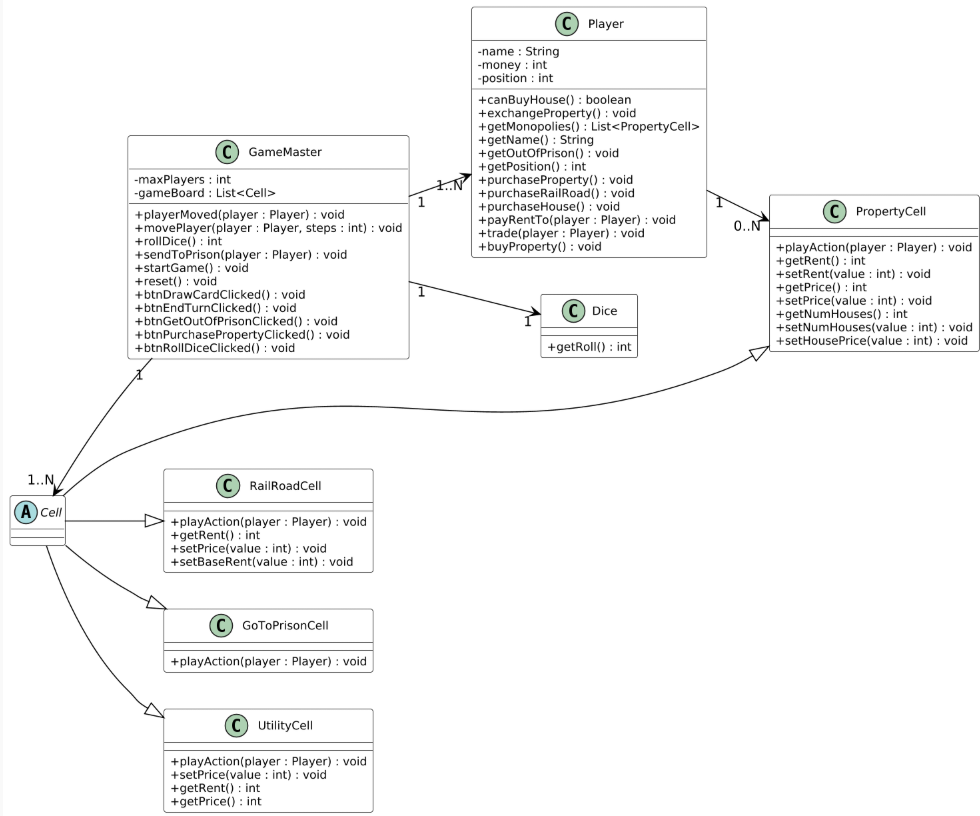 C Player
-name : String
-money : int
-position : int
+canBuyHouse() : boolean
+exchangeProperty() : void
+getMonopolies() : List<PropertyCell>
+getName() : String
+getOutOfPrison() : void
+getPosition() : int
+purchaseProperty() : void
+purchaseRailRoad() : void
+purchaseHouse() : void
+payRentTo(player : Player) : void
+trade(player : Player) : void
+buyProperty() : void
C GameMaster
-maxPlayers : int
-gameBoard : List<Cell>
+playerMoved(player : Player) : void
+movePlayer(player : Player, steps : int) : void
+rollDice() : int
+sendToPrison(player : Player) : void
+startGame() : void
+reset() : void
+btnDrawCardClicked() : void
+btnEndTurnClicked() : void
+btnGetOutOfPrisonClicked() : void
+btnPurchasePropertyClicked() : void
+btnRollDiceClicked() : void
1
1..N
1
0..N
C PropertyCell
+playAction(player : Player) : void
+getRent() : int
+setRent(value : int) : void
+getPrice() : int
+setPrice(value : int) : void
+getNumHouses() : int
+setNumHouses(value : int) : void
+setHousePrice(value : int) : void
1
1
C Dice
+getRoll() : int
1
1..N
A Cell
C RailRoadCell
+playAction(player : Player) : void
+getRent() : int
+setPrice(value : int) : void
+setBaseRent(value : int) : void
C GoToPrisonCell
+playAction(player : Player) : void
C UtilityCell
+playAction(player : Player) : void
+setPrice(value : int) : void
+getRent() : int
+getPrice() : int